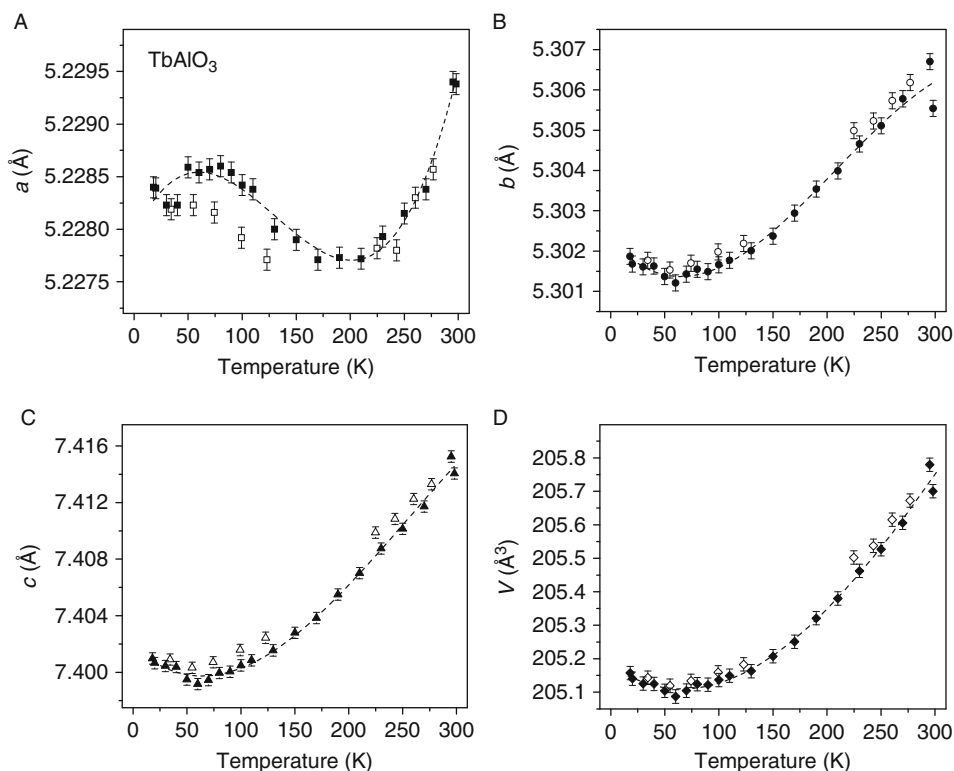 A
TbAlO3
5.2295
5.2290
5.2285
5.2280
5.2275
a (Å)
0 50 100 150 200 250 300
Temperature (K)
B
5.307
5.306
5.305
5.304
5.303
5.302
5.301
b (Å)
0 50 100 150 200 250 300
Temperature (K)
C
7.416
7.412
7.408
7.404
7.400
c (Å)
0 50 100 150 200 250 300
Temperature (K)
D
205.8
205.7
205.6
205.5
205.4
205.3
205.2
205.1
V (Å3)
0 50 100 150 200 250 300
Temperature (K)